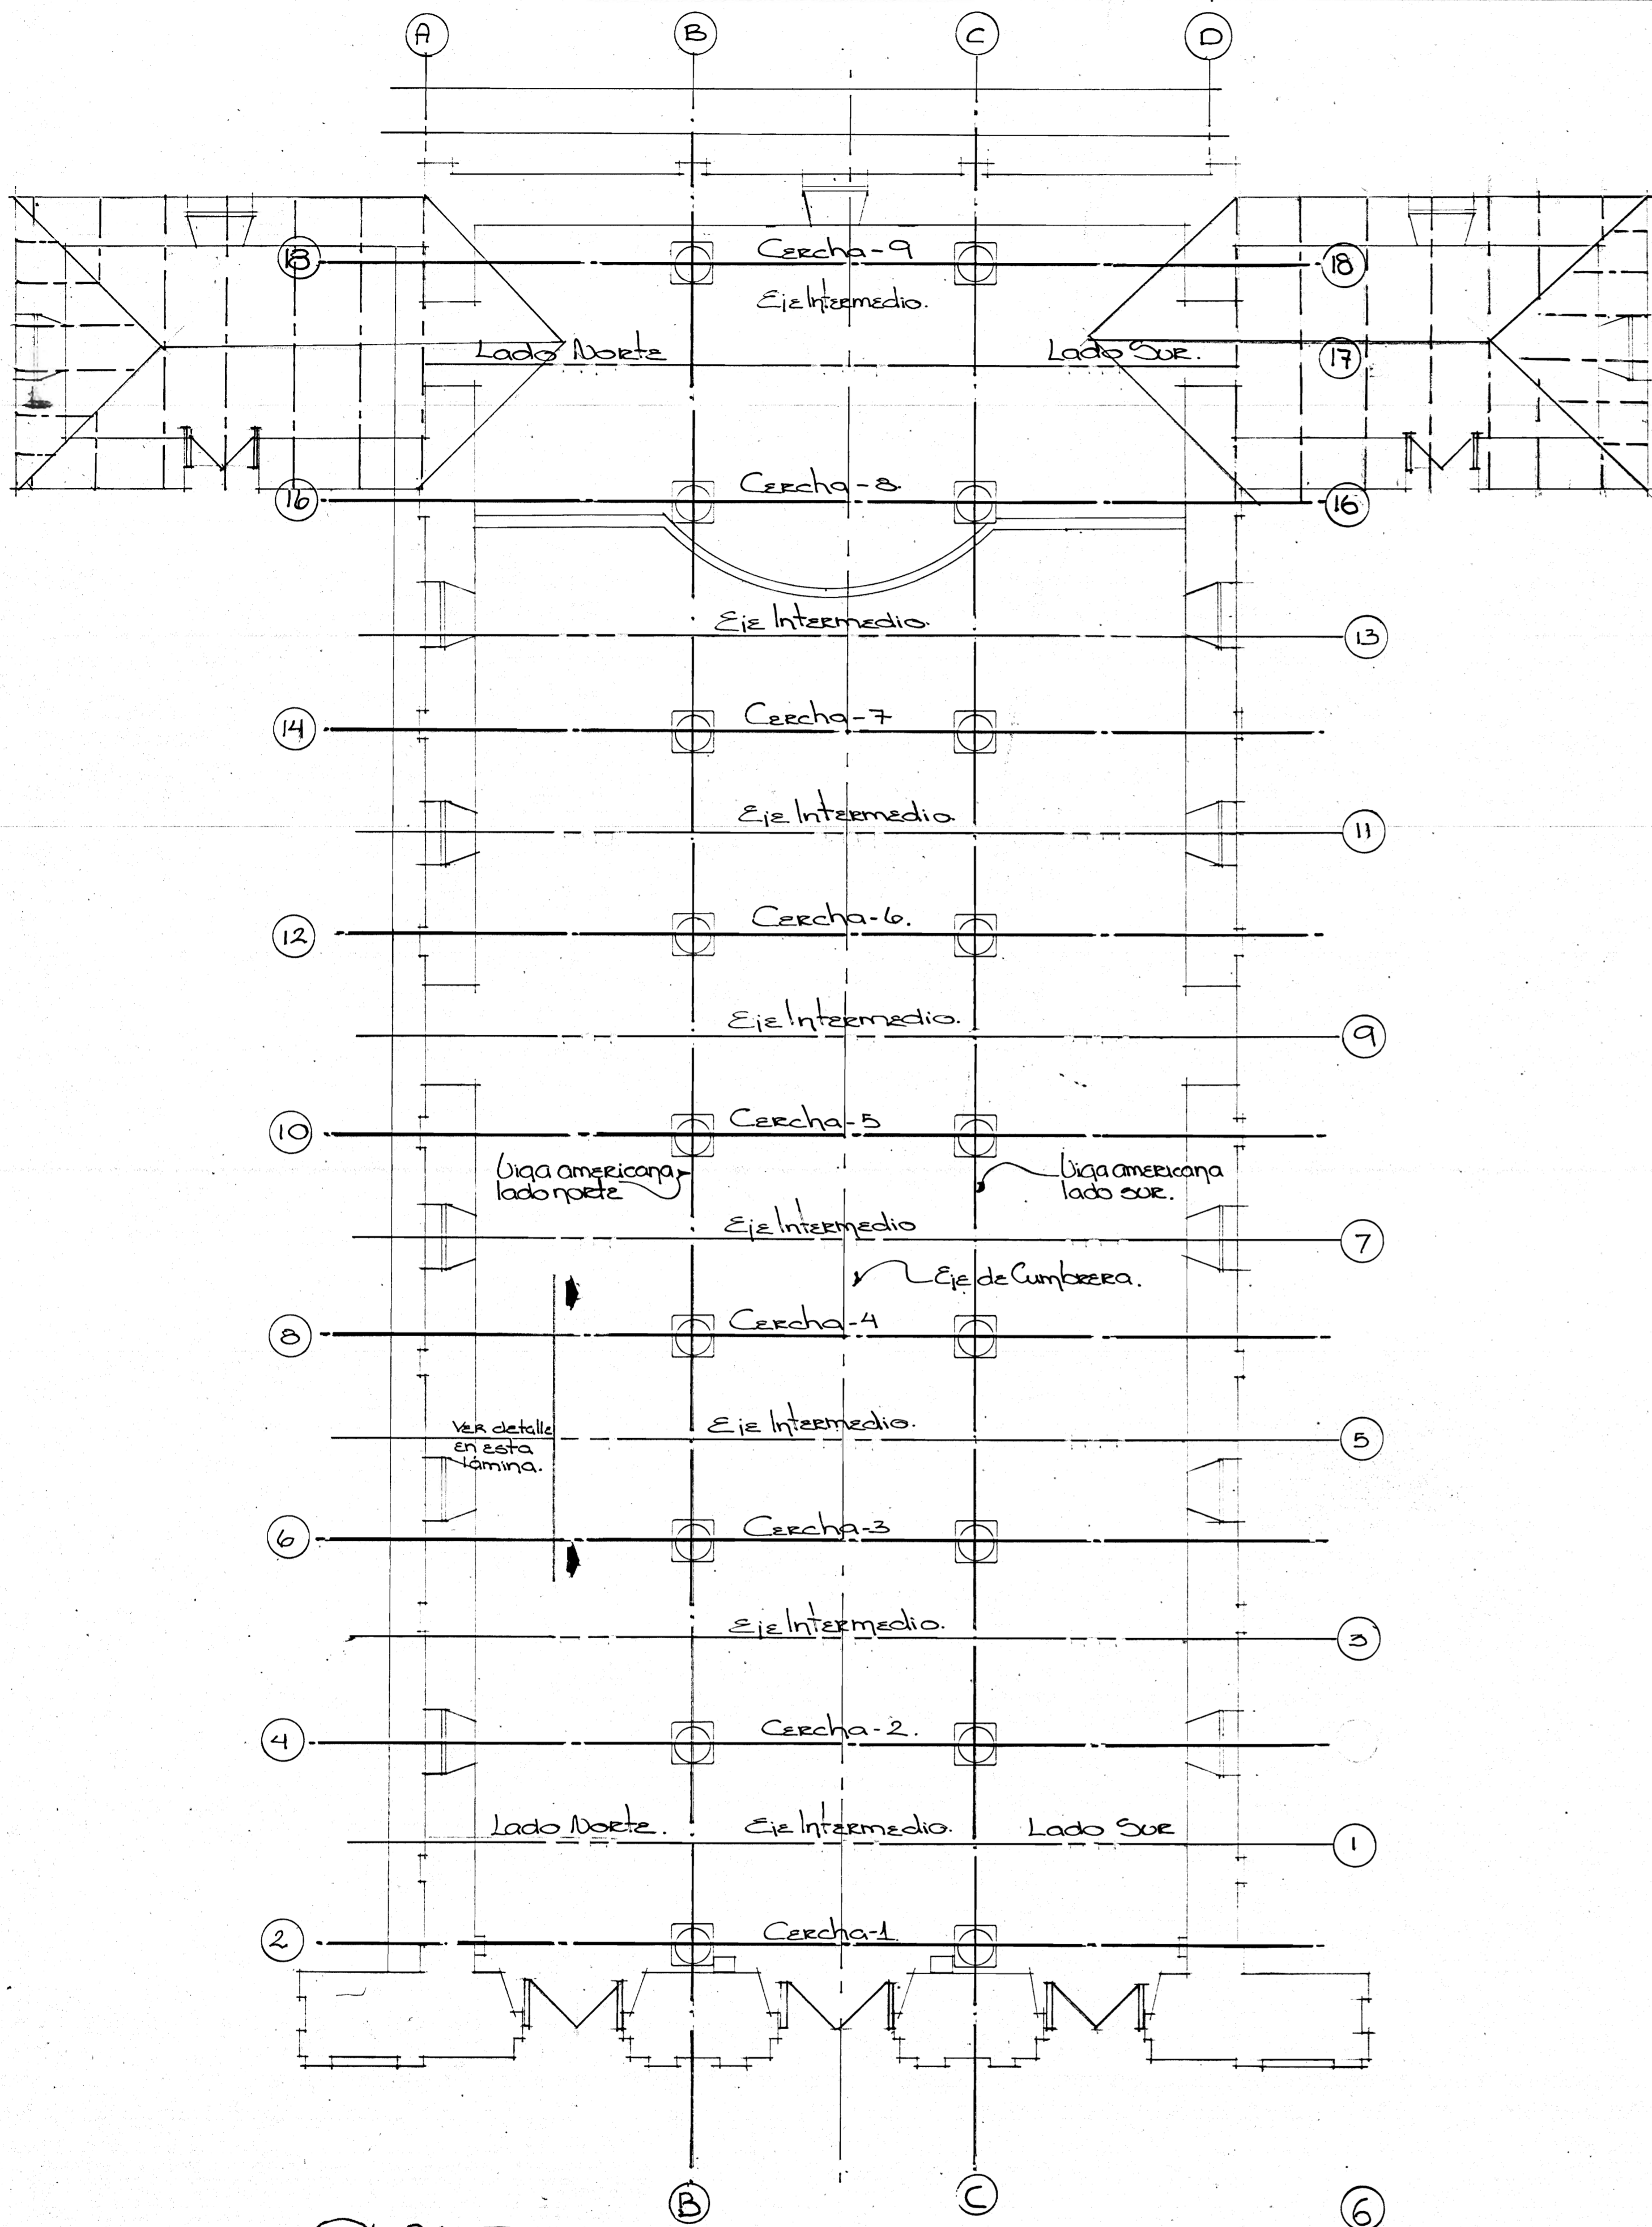 A B C D
18 Cercha-9 18
Eje Intermedio.
Lado Norte Lado Sur. 17
16 Cercha-8. 16
Eje Intermedio. 13
14 Cercha-7
Eje Intermedio. 11
12 Cercha-6.
Eje Intermedio. 9
10 Cercha-5
Viga americana
lado norte
Viga americana
lado sur.
Eje Intermedio 7
Eje de Cumbrera.
8 Cercha-4
Ver detalle
en esta
lámina.
Eje Intermedio. 5
6 Cercha-3
Eje Intermedio. 3
4 Cercha-2.
Lado Norte. Eje Intermedio. Lado Sur 1
2 Cercha-1.
B C 6